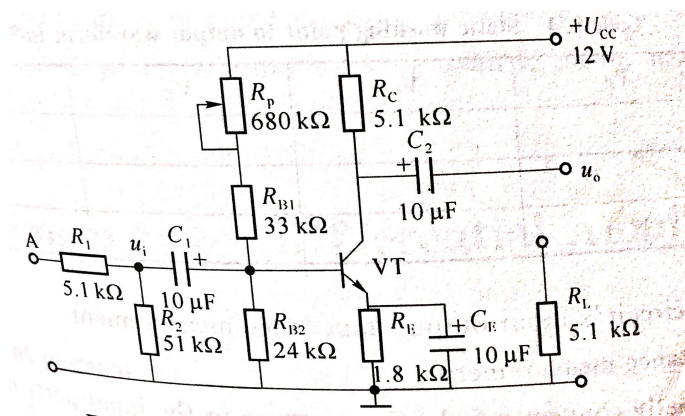 +U_CC
12 V
R_p
680 kΩ
R_C
5.1 kΩ
C_2
+
u_o
10 μF
R_B1
33 kΩ
A
R_1
u_i
C_1
+
VT
5.1 kΩ
10 μF
R_2
51 kΩ
R_B2
24 kΩ
R_E
1.8 kΩ
+
C_E
10 μF
R_L
5.1 kΩ